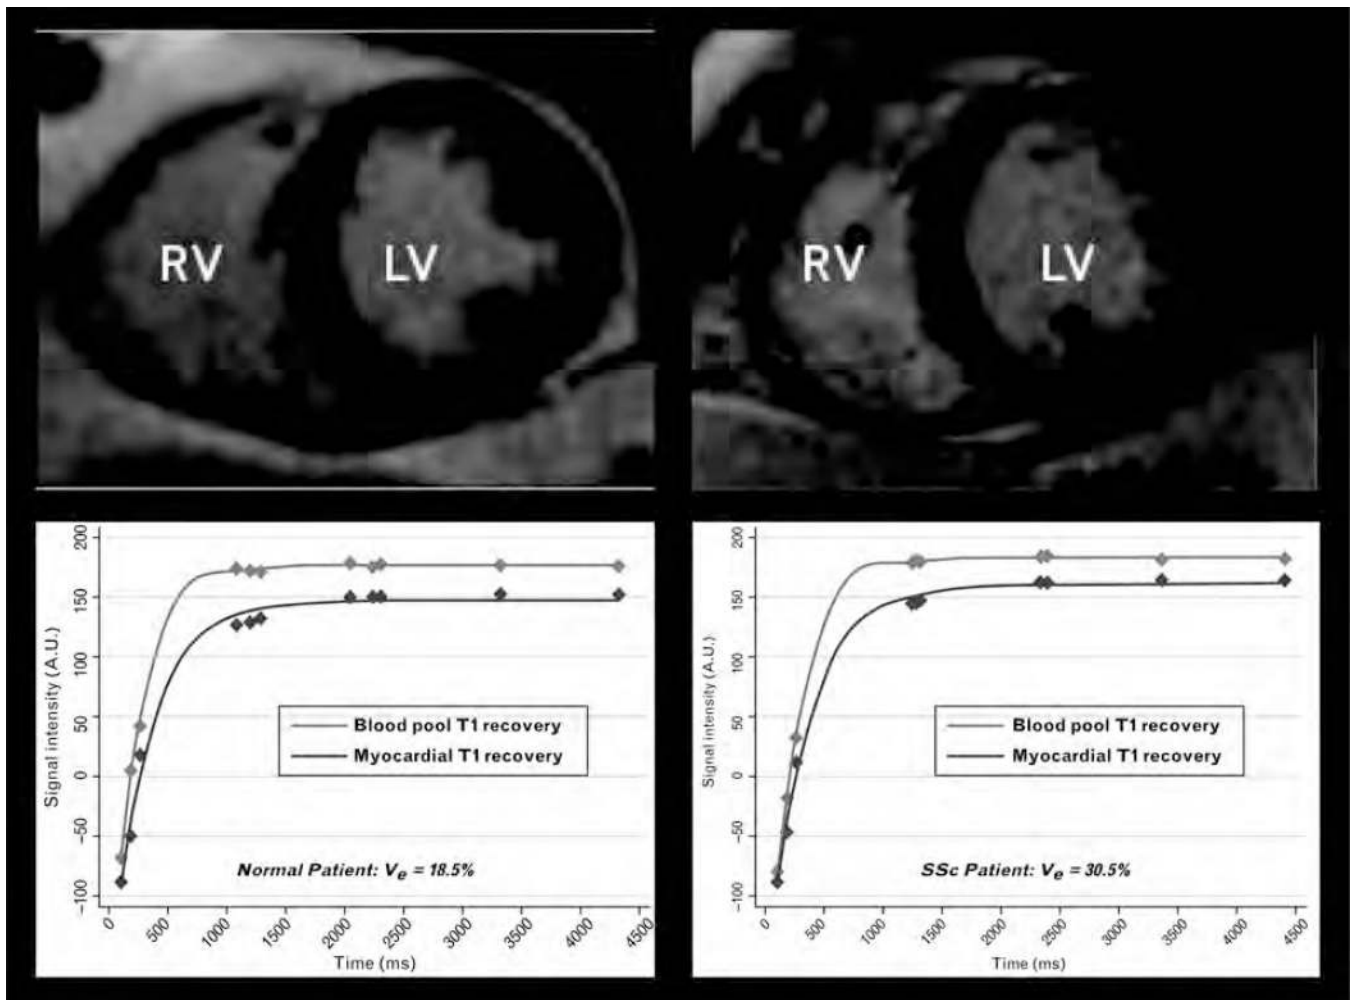 RV LV
RV LV
Signal intensity (A.U.)
200
150
100
50
0
−50
−100
Blood pool T1 recovery
Myocardial T1 recovery
Normal Patient: Ve = 18.5%
0 500 1000 1500 2000 2500 3000 3500 4000 4500
Time (ms)
Signal intensity (A.U.)
200
150
100
50
0
−50
−100
Blood pool T1 recovery
Myocardial T1 recovery
SSc Patient: Ve = 30.5%
0 500 1000 1500 2000 2500 3000 3500 4000 4500
Time (ms)